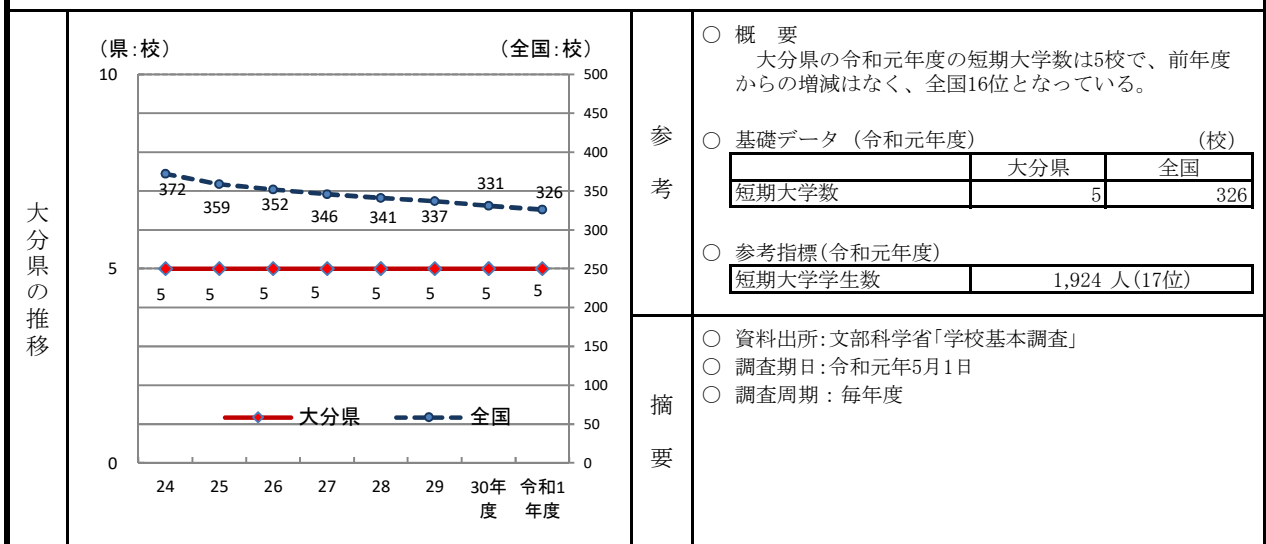 大分県の推移
（県：校）
（全国：校）
10
5
0
500
450
400
350
300
250
200
150
100
50
0
372
359
352
346
341
337
331
326
5
5
5
5
5
5
5
5
大分県
全国
24
25
26
27
28
29
30年度
令和1年度
参考
○ 概 要
大分県の令和元年度の短期大学数は5校で、前年度
からの増減はなく、全国16位となっている。
○ 基礎データ（令和元年度） （校）
大分県 全国
短期大学数 5 326
○ 参考指標（令和元年度）
短期大学学生数 1,924 人（17位）
摘要
○ 資料出所：文部科学省「学校基本調査」
○ 調査期日：令和元年5月1日
○ 調査周期：毎年度